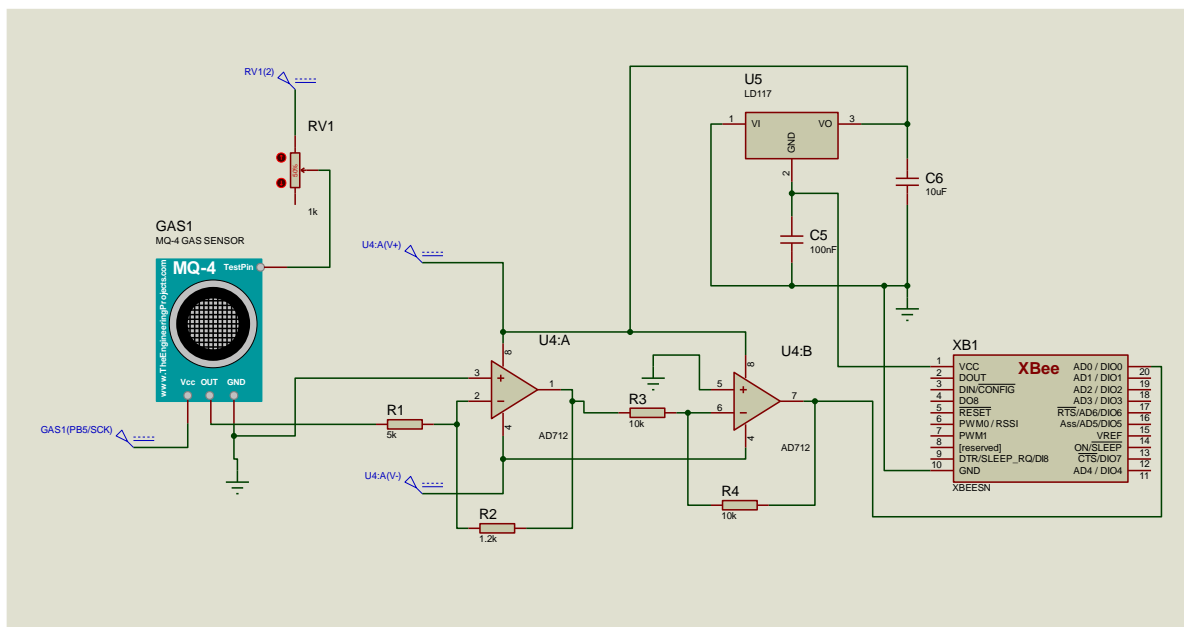 RV1(2)
RV1
50%
1k
GAS1
MQ-4 GAS SENSOR
MQ-4 TestPin
www.TheEngineeringProjects.com
Vcc OUT GND
GAS1(PB5/SCK)
U4:A(V+)
U4:A(V-)
R1
5k
R2
1.2k
3
2
8
4
1
U4:A
AD712
R3
10k
R4
10k
5
6
8
4
7
U4:B
AD712
U5
LD117
1 VI VO 3
GND
2
C5
100nF
C6
10uF
XB1
XBee
1 VCC AD0 / DIO0 20
2 DOUT AD1 / DIO1 19
3 DIN/CONFIG AD2 / DIO2 18
4 DO8 AD3 / DIO3 17
5 RESET RTS/AD6/DIO6 16
6 PWM0 / RSSI Ass/AD5/DIO5 15
7 PWM1 VREF 14
8 [reserved] ON/SLEEP 13
9 DTR/SLEEP_RQ/DI8 CTS/DIO7 12
10 GND AD4 / DIO4 11
XBEESN